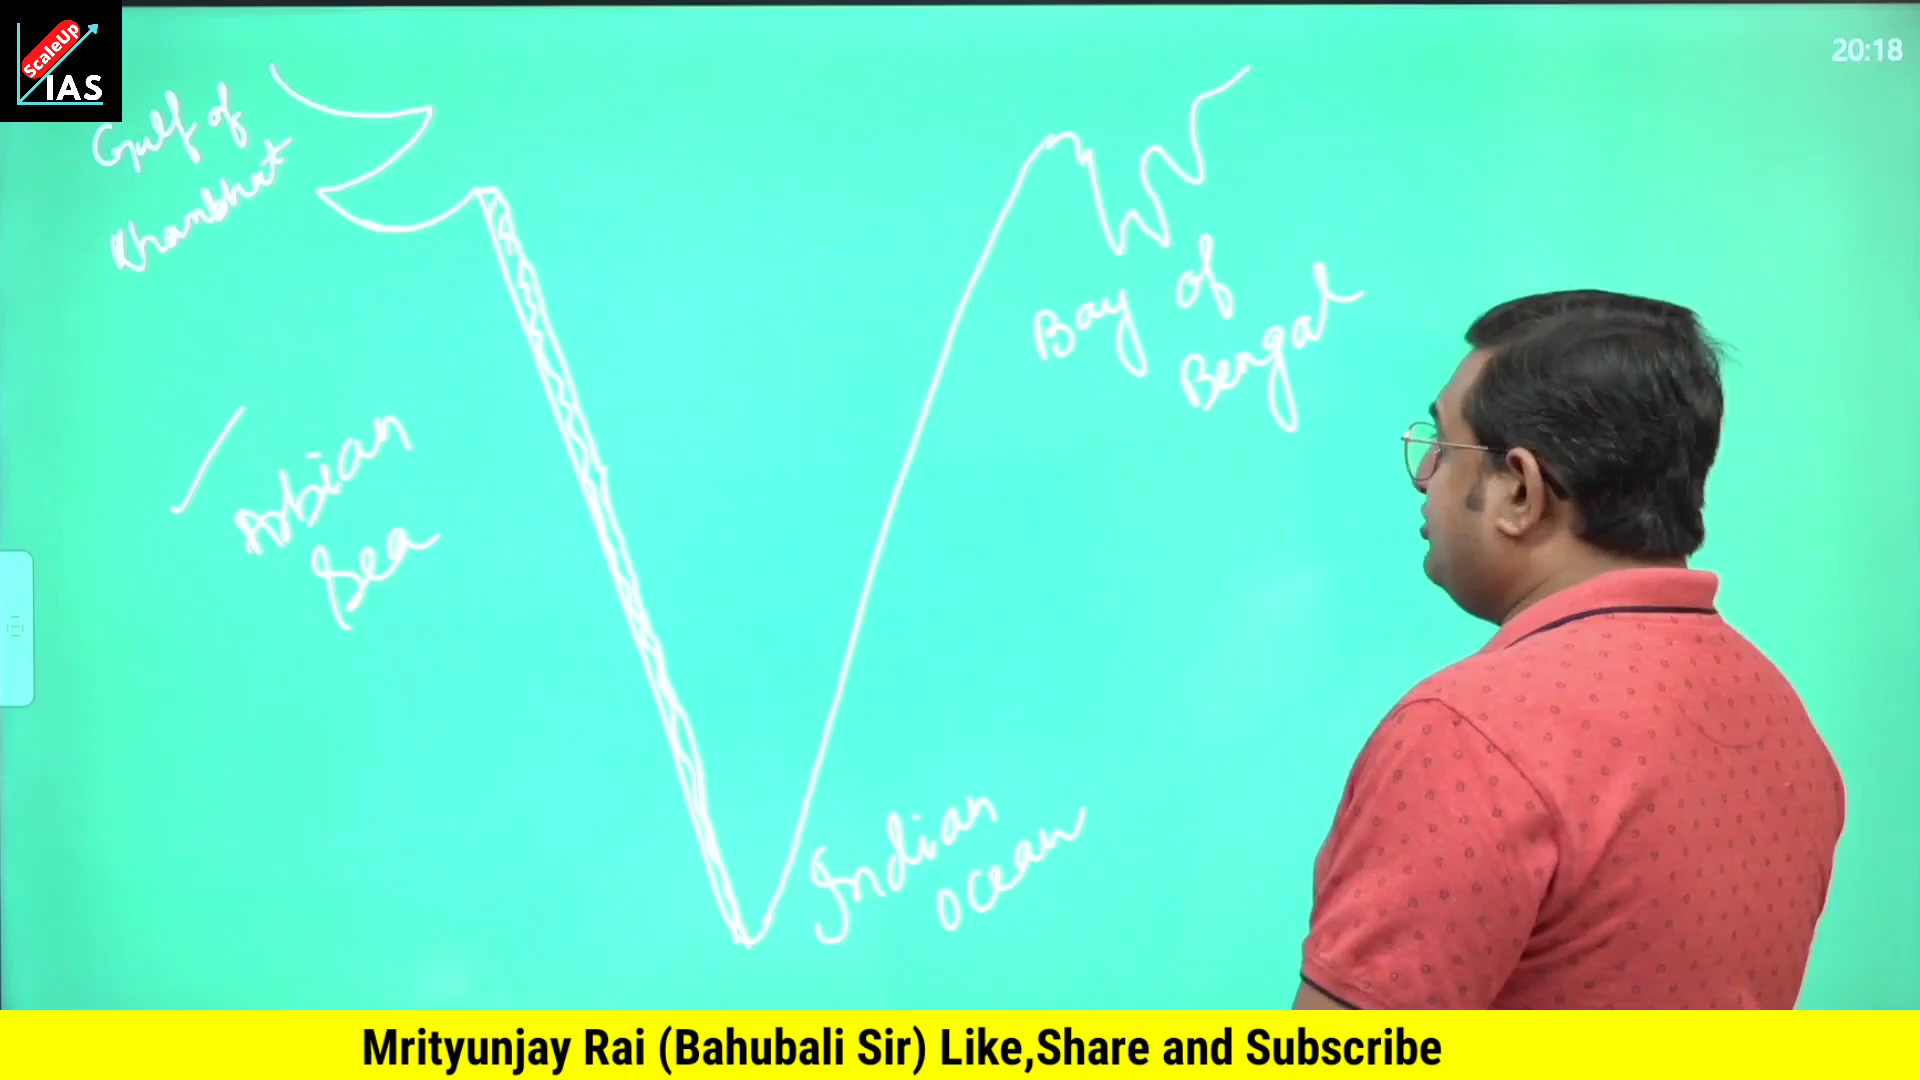 ScaleUp
IAS
20:18
Gulf of
Khambhat
Bay of
Bengal
Arbian
Sea
Indian
Ocean
Mrityunjay Rai (Bahubali Sir) Like,Share and Subscribe